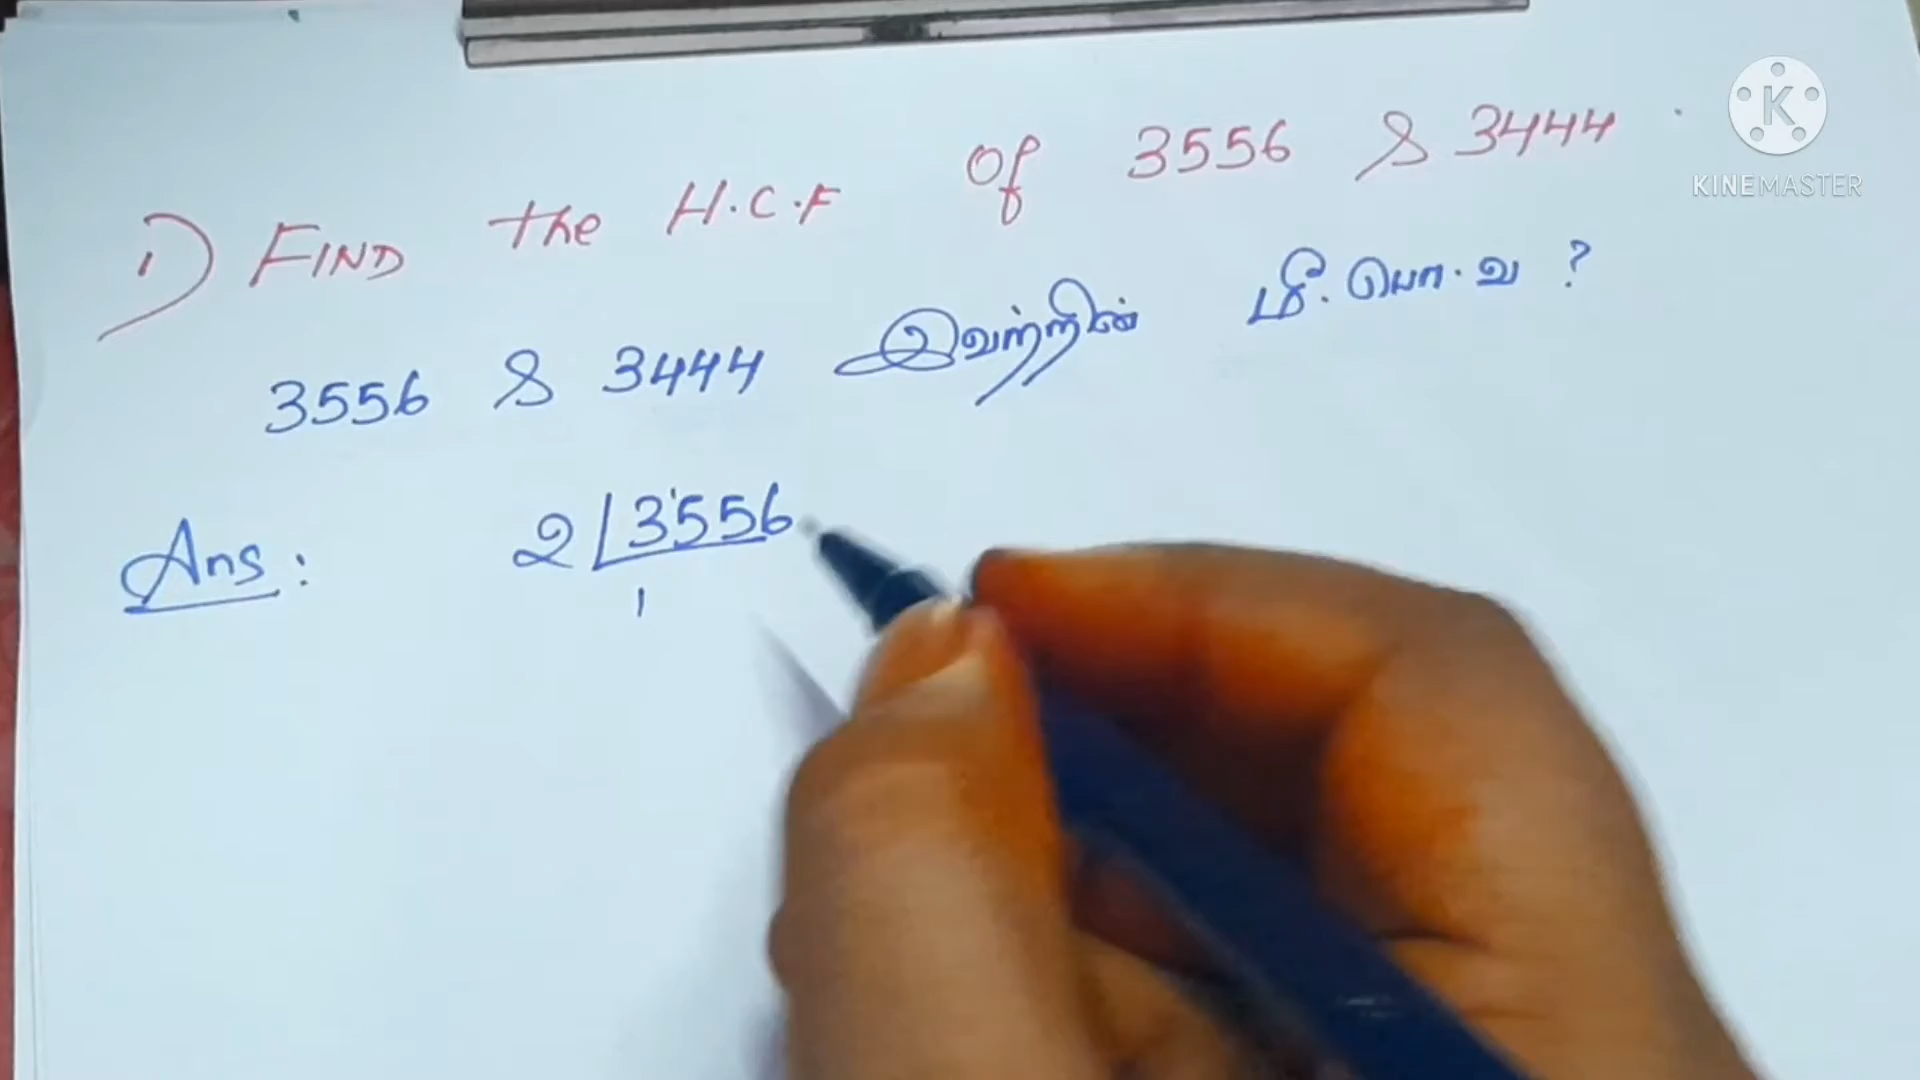 1) FIND the H.C.F Of 3556 & 3444
3556 & 3444 இவற்றின் மீ.பொ.வ ?
Ans : 2 3556
1
KINEMASTER